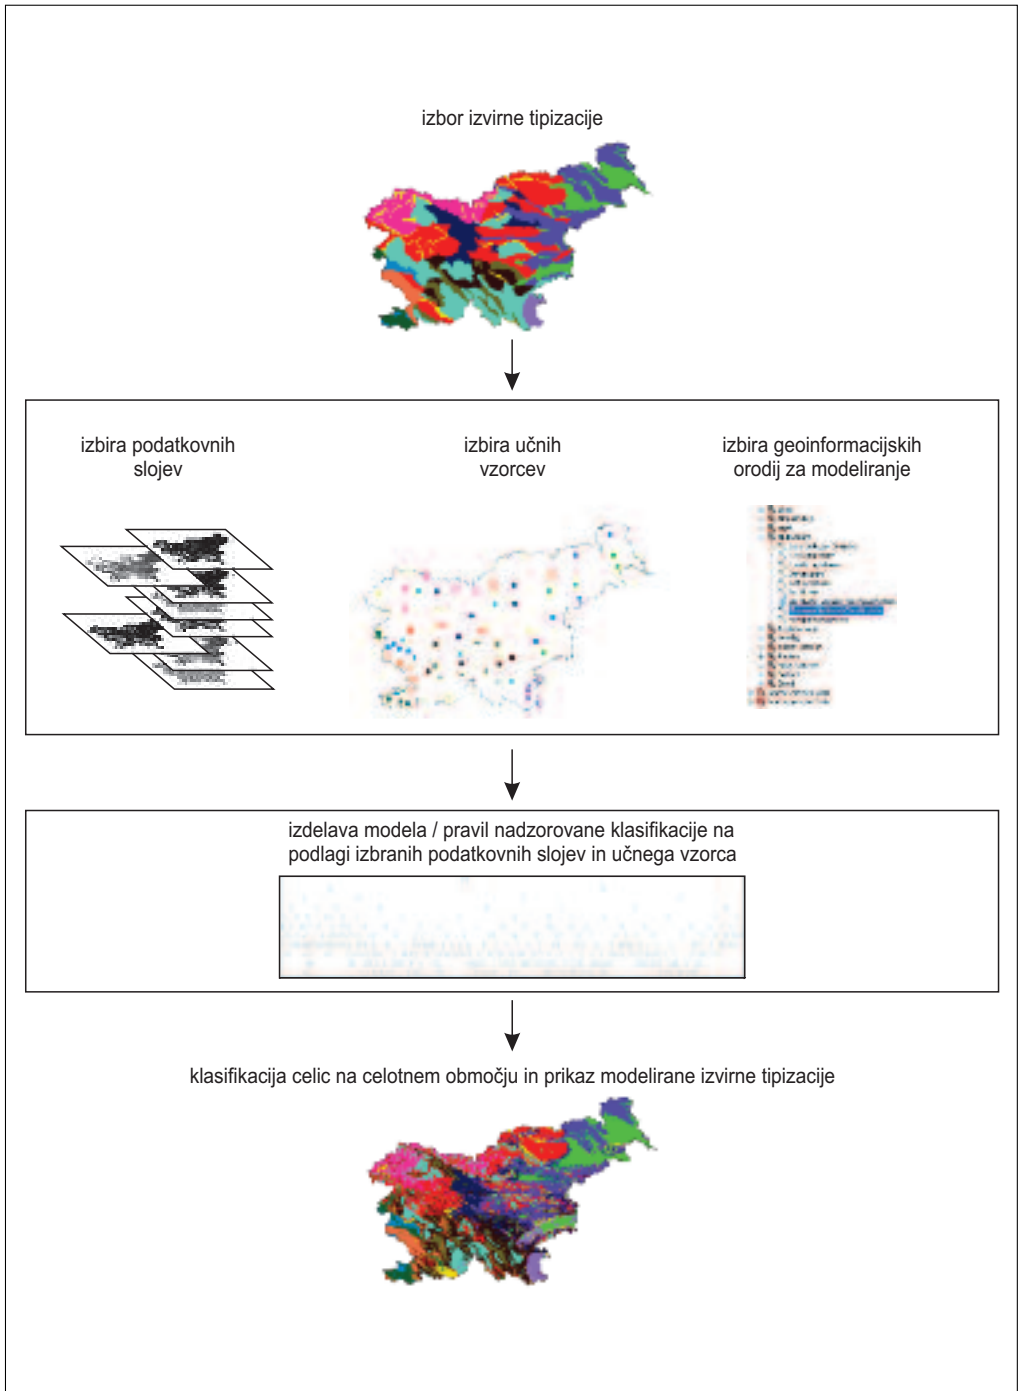 izbor izvirne tipizacije
izbira podatkovnih
slojev
izbira učnih
vzorcev
izbira geoinformacijskih
orodij za modeliranje
izdelava modela / pravil nadzorovane klasifikacije na
podlagi izbranih podatkovnih slojev in učnega vzorca
klasifikacija celic na celotnem območju in prikaz modelirane izvirne tipizacije